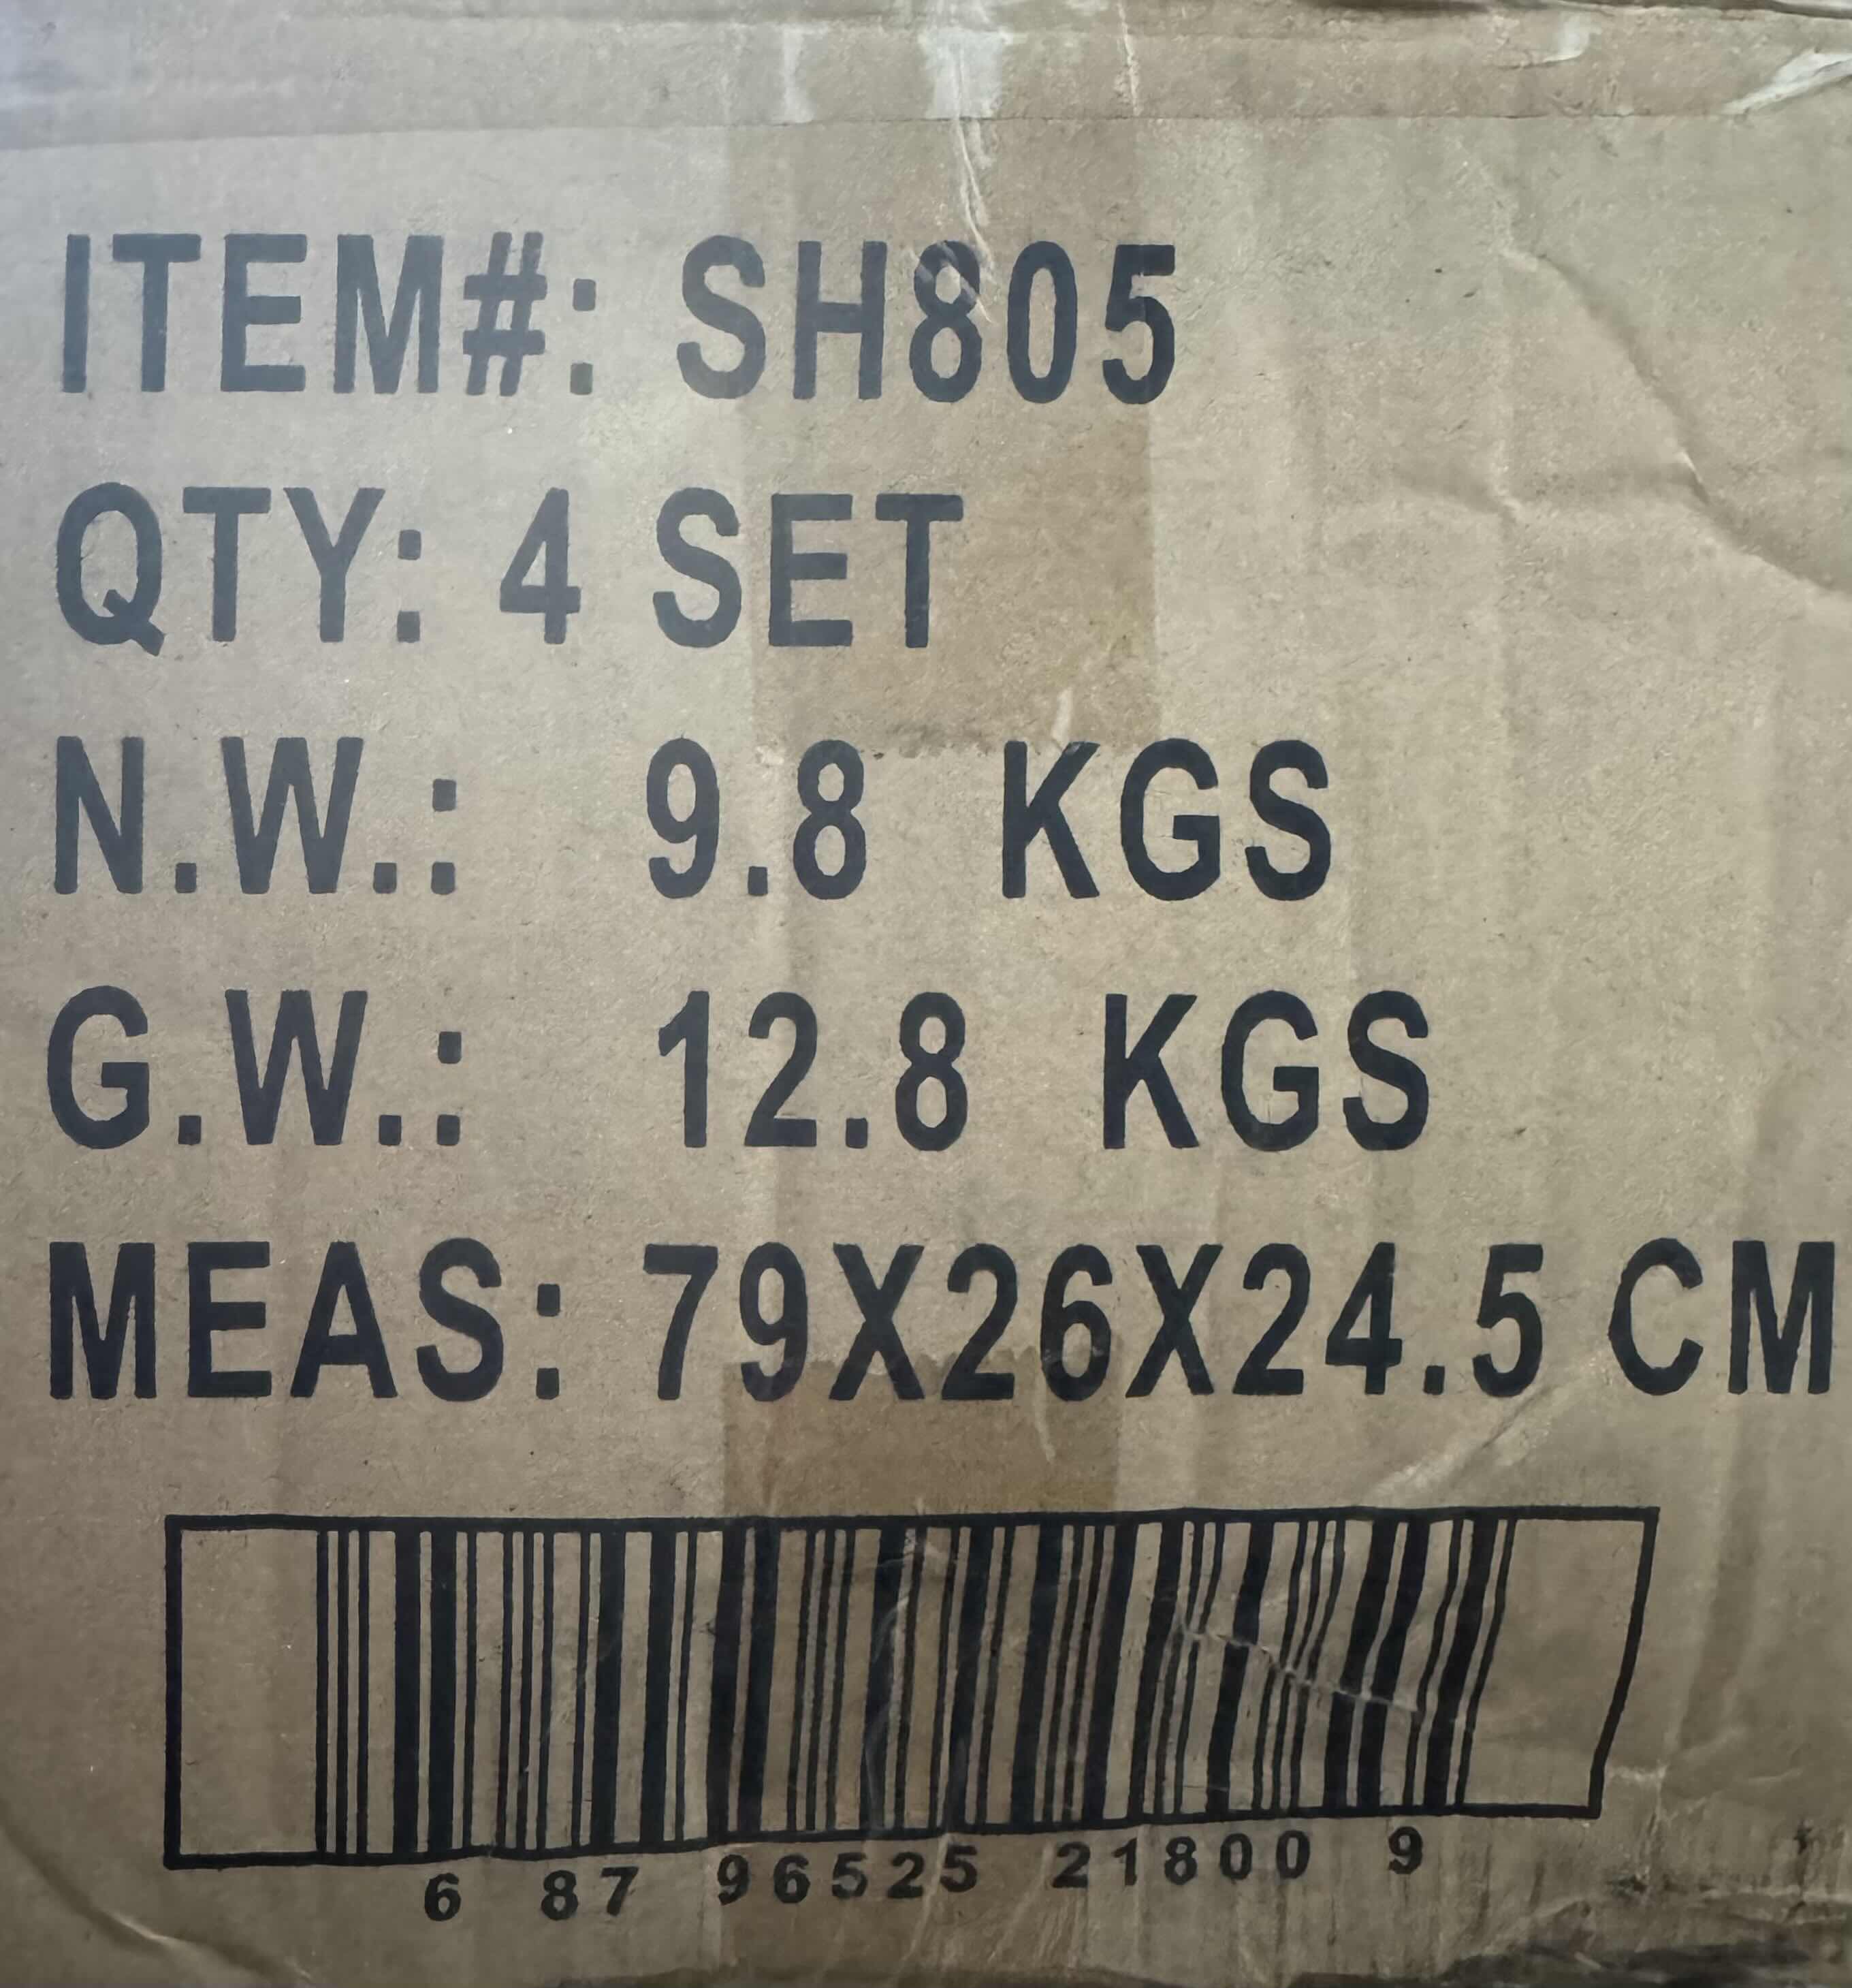 ITEM#: SH805
QTY: 4 SET
N.W.: 9.8 KGS
G.W.: 12.8 KGS
MEAS: 79X26X24.5 CM
6 87 96525 21800 9